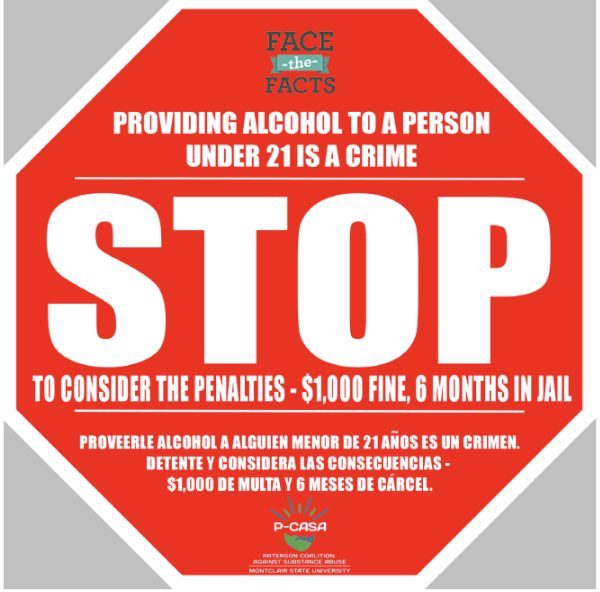 FACE
-the-
FACTS
PROVIDING ALCOHOL TO A PERSON
UNDER 21 IS A CRIME
STOP
TO CONSIDER THE PENALTIES - $1,000 FINE, 6 MONTHS IN JAIL
PROVEERLE ALCOHOL A ALGUIEN MENOR DE 21 AÑOS ES UN CRIMEN.
DETENTE Y CONSIDERA LAS CONSECUENCIAS -
$1,000 DE MULTA Y 6 MESES DE CÁRCEL.
P-CASA
PATERSON COALITION
AGAINST SUBSTANCE ABUSE
MONTCLAIR STATE UNIVERSITY